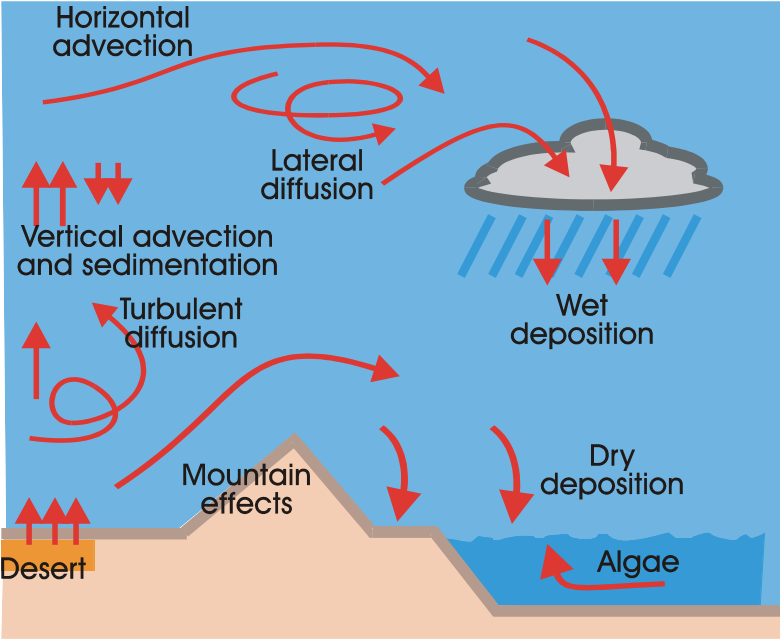 Horizontal
advection
Lateral
diffusion
Vertical advection
and sedimentation
Turbulent
diffusion
Wet
deposition
Mountain
effects
Dry
deposition
Desert
Algae